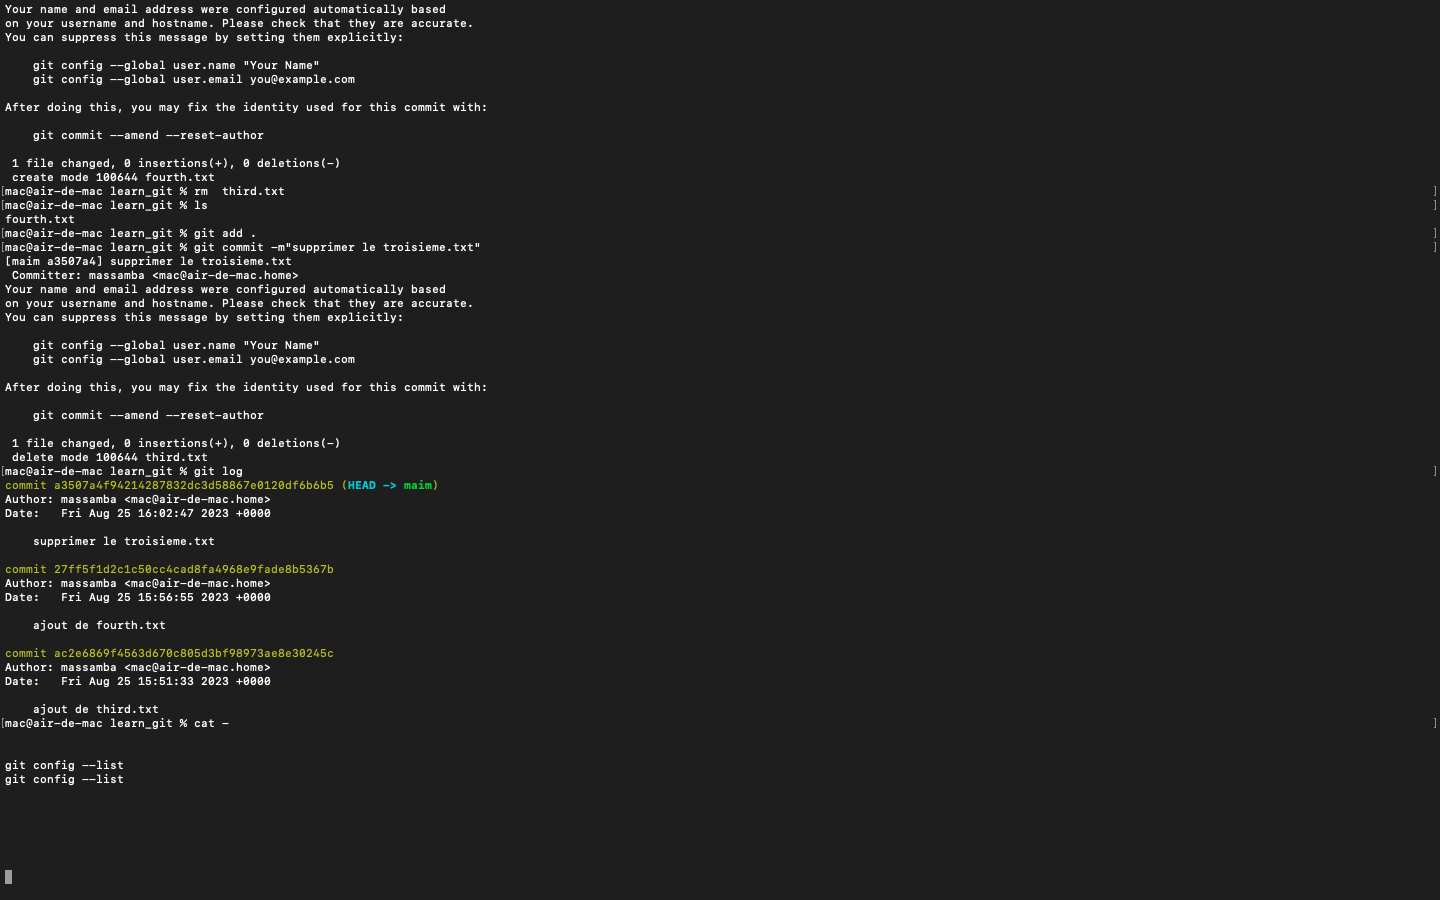 Your name and email address were configured automatically based
on your username and hostname. Please check that they are accurate.
You can suppress this message by setting them explicitly:
git config --global user.name "Your Name"
git config --global user.email you@example.com
After doing this, you may fix the identity used for this commit with:
git commit --amend --reset-author
1 file changed, 0 insertions(+), 0 deletions(-)
create mode 100644 fourth.txt
[mac@air-de-mac learn_git % rm  third.txt ]
[mac@air-de-mac learn_git % ls ]
fourth.txt
[mac@air-de-mac learn_git % git add . ]
[mac@air-de-mac learn_git % git commit -m"supprimer le troisieme.txt" ]
[maim a3507a4] supprimer le troisieme.txt
Committer: massamba <mac@air-de-mac.home>
Your name and email address were configured automatically based
on your username and hostname. Please check that they are accurate.
You can suppress this message by setting them explicitly:
git config --global user.name "Your Name"
git config --global user.email you@example.com
After doing this, you may fix the identity used for this commit with:
git commit --amend --reset-author
1 file changed, 0 insertions(+), 0 deletions(-)
delete mode 100644 third.txt
[mac@air-de-mac learn_git % git log ]
commit a3507a4f94214287832dc3d58867e0120df6b6b5 (HEAD -> maim)
Author: massamba <mac@air-de-mac.home>
Date:   Fri Aug 25 16:02:47 2023 +0000
supprimer le troisieme.txt
commit 27ff5f1d2c1c50cc4cad8fa4968e9fade8b5367b
Author: massamba <mac@air-de-mac.home>
Date:   Fri Aug 25 15:56:55 2023 +0000
ajout de fourth.txt
commit ac2e6869f4563d670c805d3bf98973ae8e30245c
Author: massamba <mac@air-de-mac.home>
Date:   Fri Aug 25 15:51:33 2023 +0000
ajout de third.txt
[mac@air-de-mac learn_git % cat - ]
git config --list
git config --list